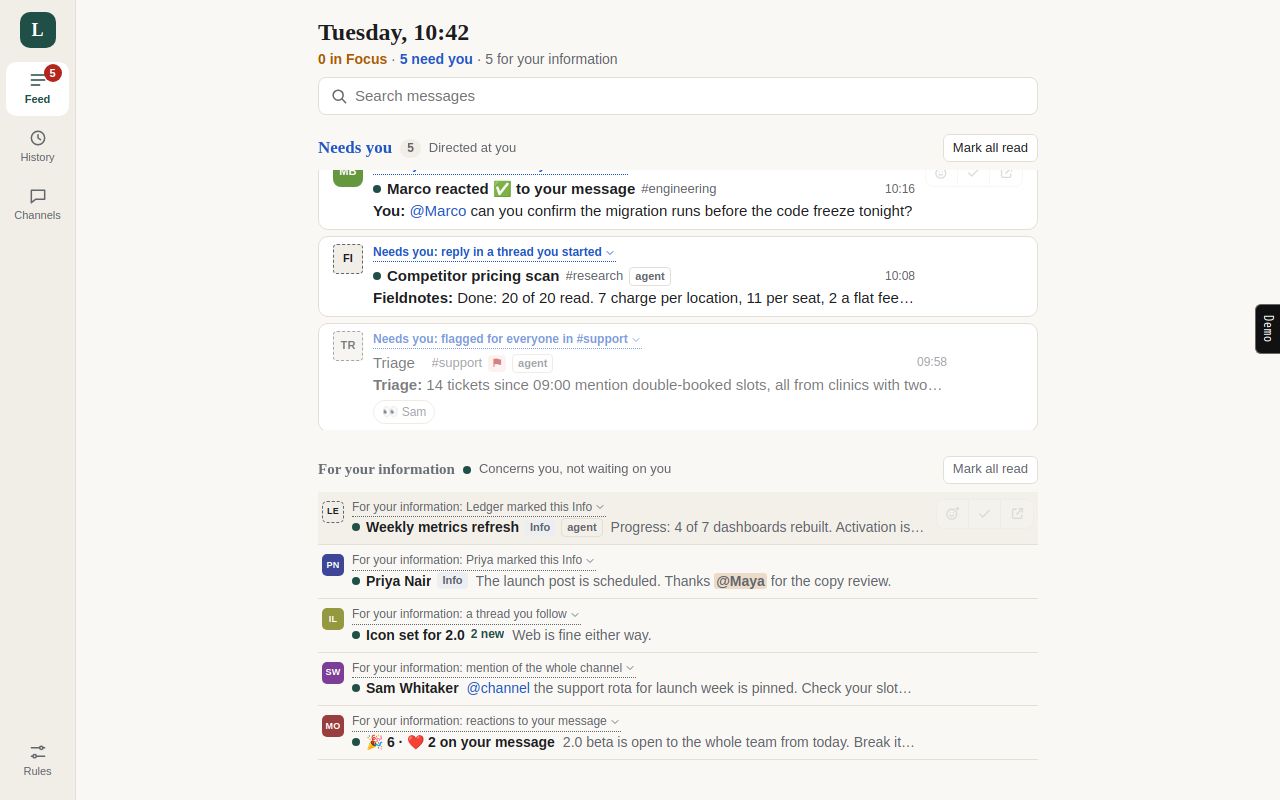 L
5
Feed
History
Channels
Rules
Tuesday, 10:42
0 in Focus · 5 need you · 5 for your information
Search messages
Needs you 5 Directed at you Mark all read
MB
Marco reacted ✅ to your message #engineering 10:16
You: @Marco can you confirm the migration runs before the code freeze tonight?
FI
Needs you: reply in a thread you started
Competitor pricing scan #research agent 10:08
Fieldnotes: Done: 20 of 20 read. 7 charge per location, 11 per seat, 2 a flat fee…
TR
Needs you: flagged for everyone in #support
Triage #support agent 09:58
Triage: 14 tickets since 09:00 mention double-booked slots, all from clinics with two…
👀 Sam
For your information Concerns you, not waiting on you Mark all read
LE
For your information: Ledger marked this Info
Weekly metrics refresh Info agent Progress: 4 of 7 dashboards rebuilt. Activation is…
PN
For your information: Priya marked this Info
Priya Nair Info The launch post is scheduled. Thanks @Maya for the copy review.
IL
For your information: a thread you follow
Icon set for 2.0 2 new Web is fine either way.
SW
For your information: mention of the whole channel
Sam Whitaker @channel the support rota for launch week is pinned. Check your slot…
MO
For your information: reactions to your message
🎉 6 · ❤️ 2 on your message 2.0 beta is open to the whole team from today. Break it…
Demo